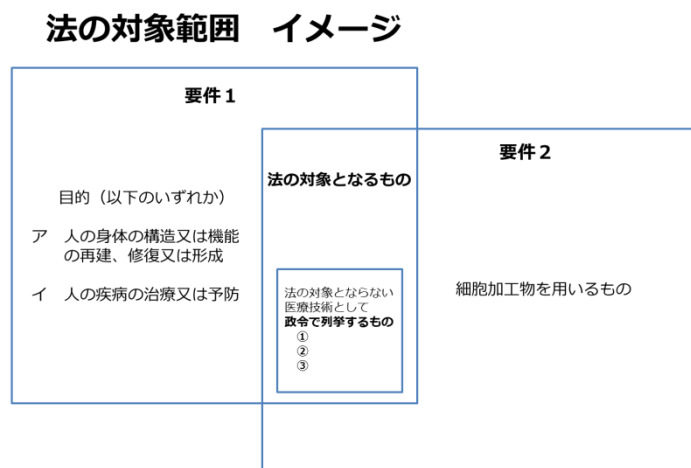 法の対象範囲　イメージ
要件１
目的（以下のいずれか）
ア　人の身体の構造又は機能
の再建、修復又は形成
イ　人の疾病の治療又は予防
法の対象となるもの
法の対象とならない
医療技術として
政令で列挙するもの
①
②
③
要件２
細胞加工物を用いるもの